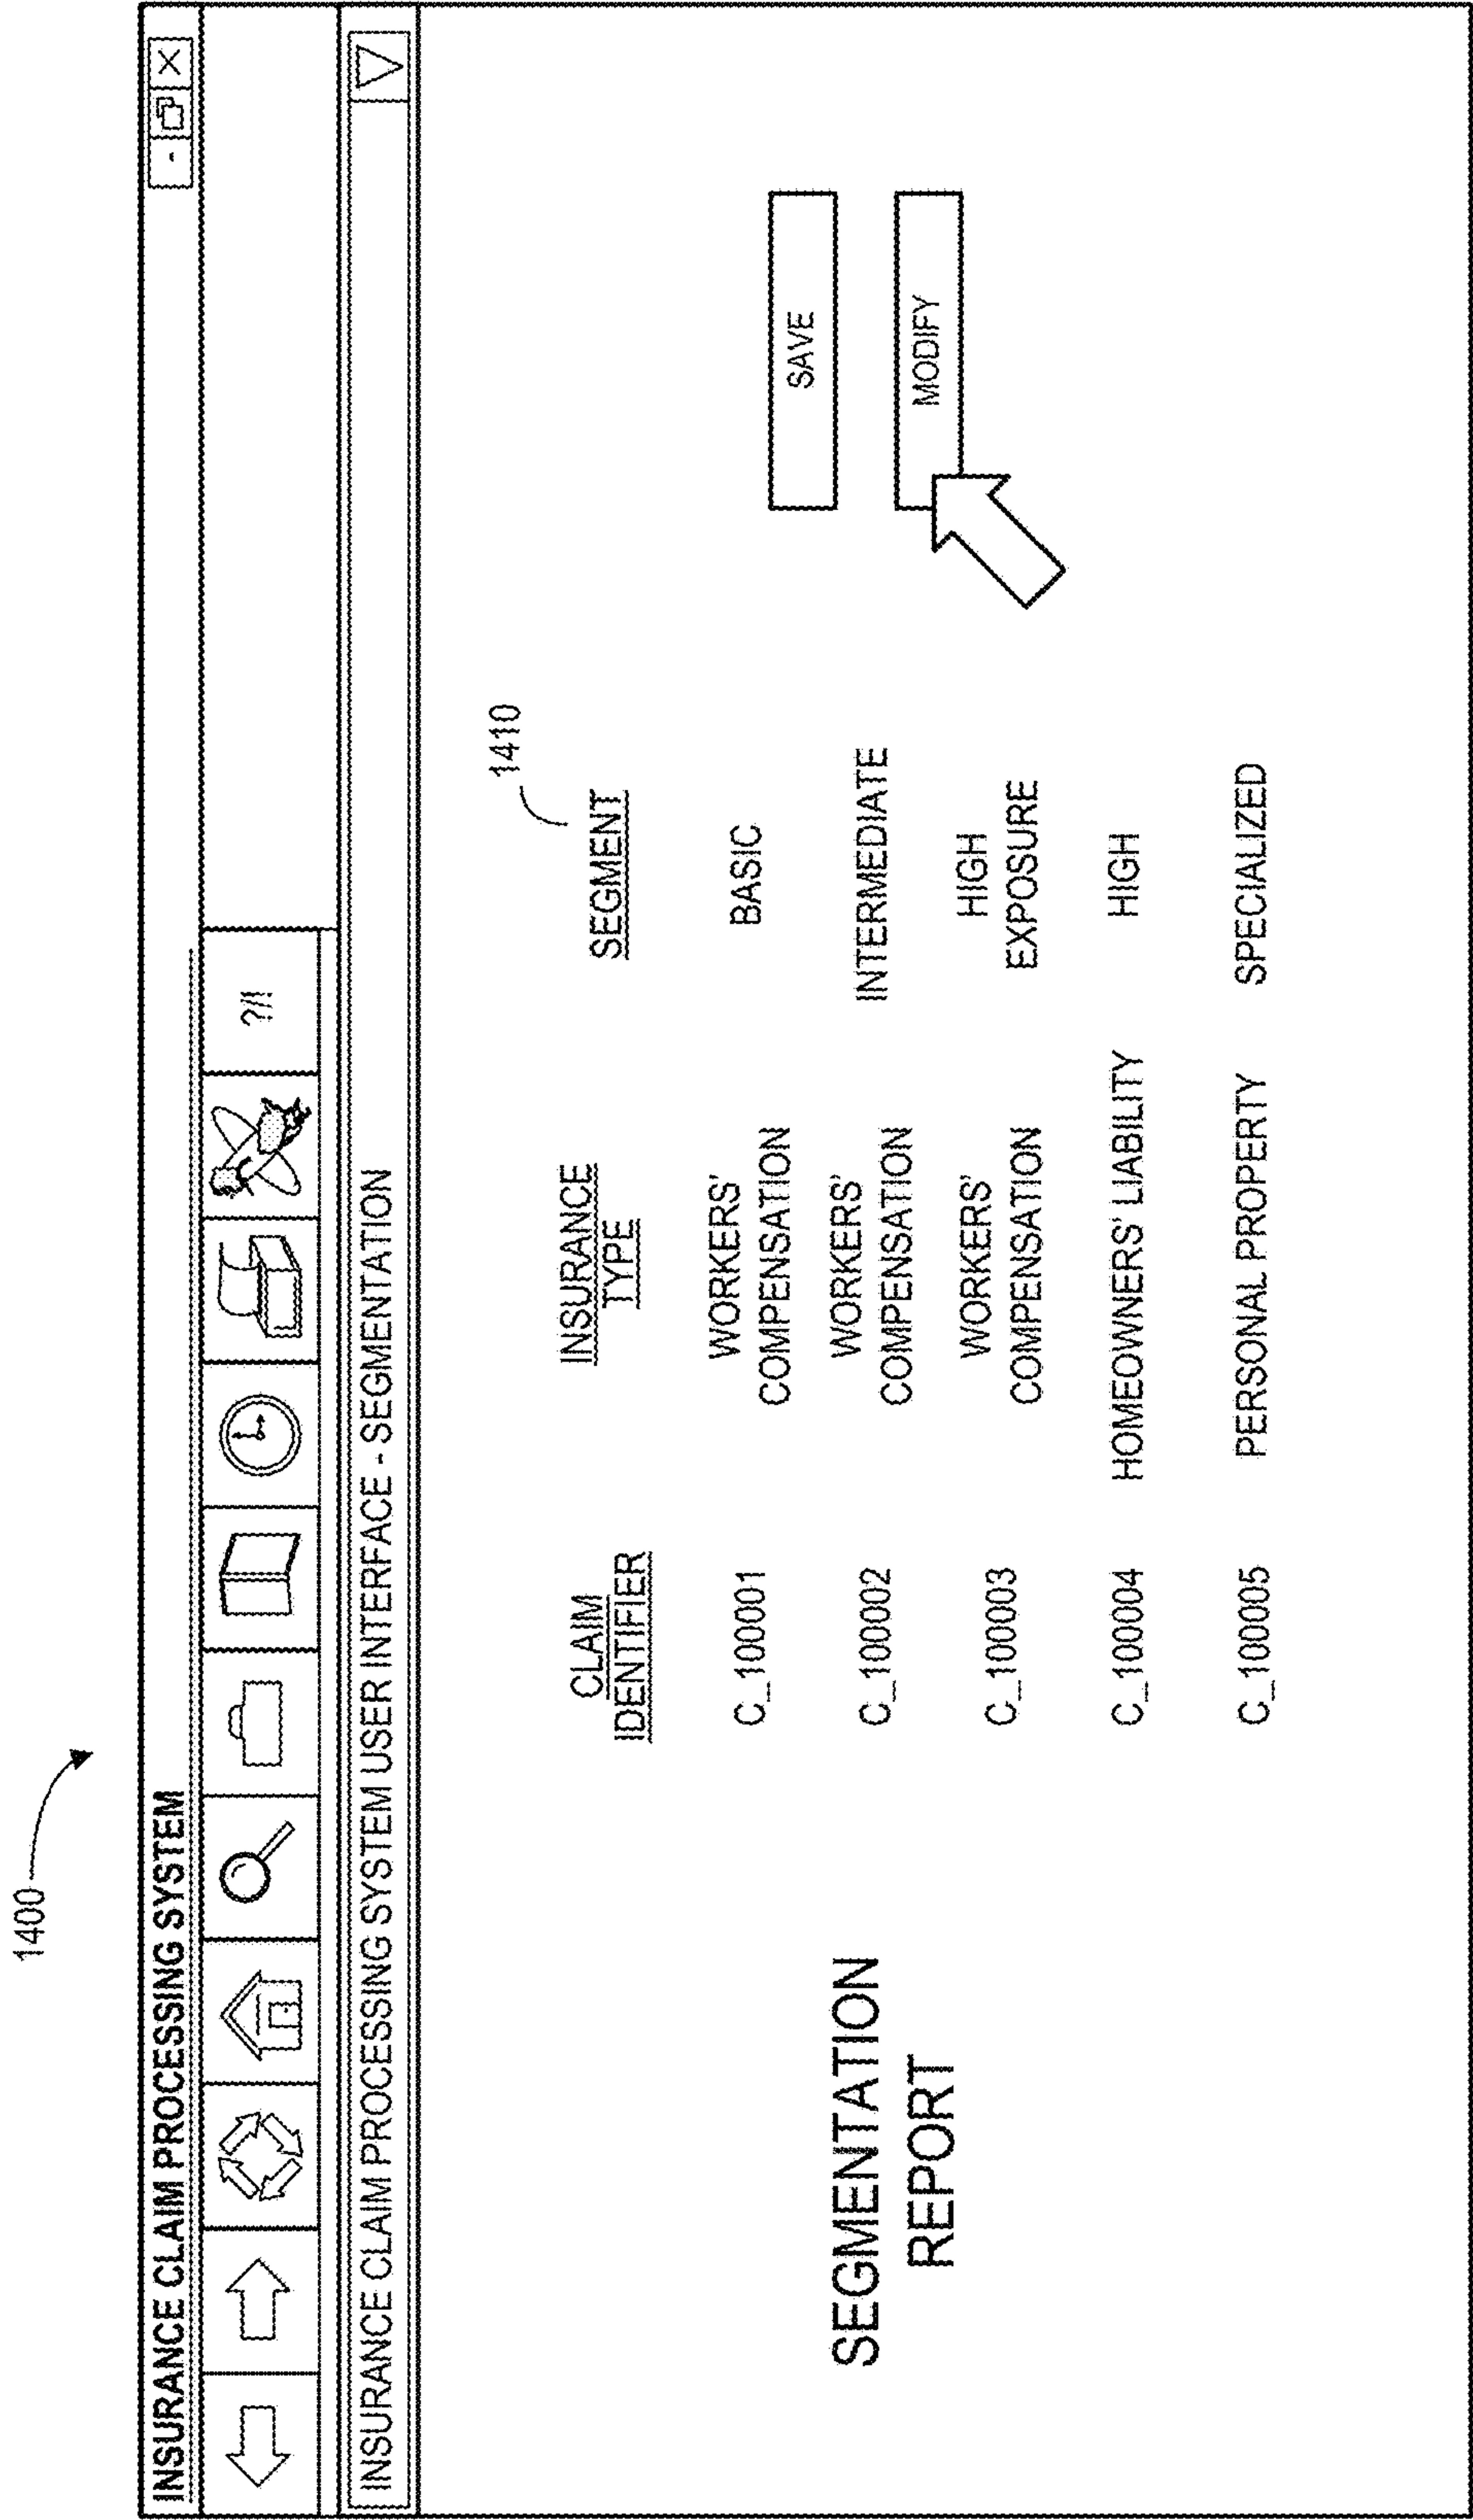 1400
INSURANCE CLAIM PROCESSING SYSTEM
- X
?/!
INSURANCE CLAIM PROCESSING SYSTEM USER INTERFACE - SEGMENTATION
1410
SEGMENTATION
REPORT
CLAIM
IDENTIFIER
INSURANCE
TYPE
SEGMENT
C_100001
WORKERS'
COMPENSATION
BASIC
C_100002
WORKERS'
COMPENSATION
INTERMEDIATE
C_100003
WORKERS'
COMPENSATION
HIGH
EXPOSURE
C_100004
HOMEOWNERS' LIABILITY
HIGH
C_100005
PERSONAL PROPERTY
SPECIALIZED
SAVE
MODIFY